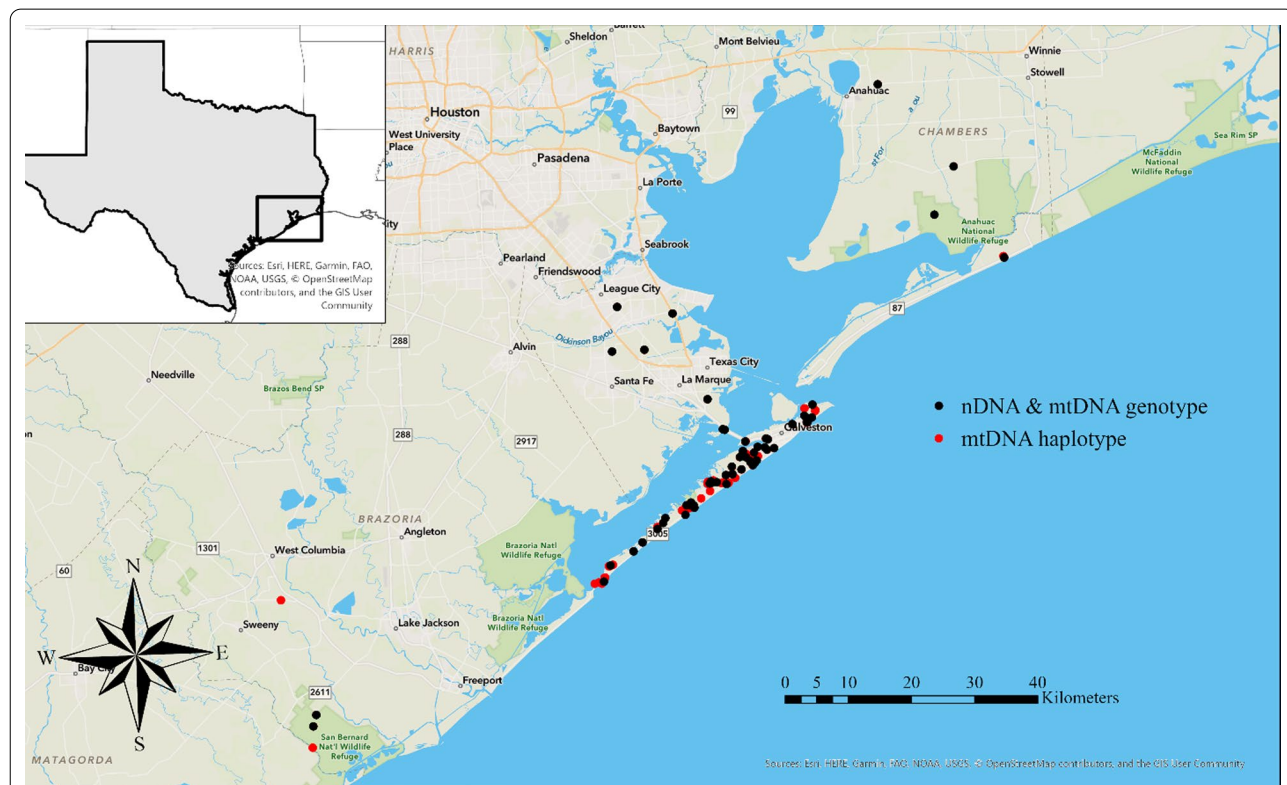 Barrett
Sheldon
Mont Belvieu
HARRIS
Winnie
Stowell
Anahuac
99
Houston
West University
Place
Baytown
CHAMBERS
Sea Rim SP
Pasadena
McFaddin
National
Wildlife Refuge
La Porte
Anahuac
National
Wildlife Refuge
Seabrook
Pearland
Friendswood
League City
Sources: Esri, HERE, Garmin, FAO,
NOAA, USGS, © OpenStreetMap
contributors, and the GIS User
Community
87
288
Dickinson Bayou
Alvin
Texas City
Needville
Santa Fe
La Marque
Brazos Bend SP
nDNA & mtDNA genotype
mtDNA haplotype
Galveston
288
2917
BRAZORIA
Angleton
3005
1301
West Columbia
Brazoria Natl
Wildlife Refuge
60
N
Sweeny
Lake Jackson
Brazoria Natl
Wildlife Refuge
W
E
Bay City
Freeport
2611
0 5 10 20 30 40
Kilometers
S
San Bernard
Nat'l Wildlife
Refuge
MATAGORDA
Sources: Esri, HERE, Garmin, FAO, NOAA, USGS, © OpenStreetMap contributors, and the GIS User Community